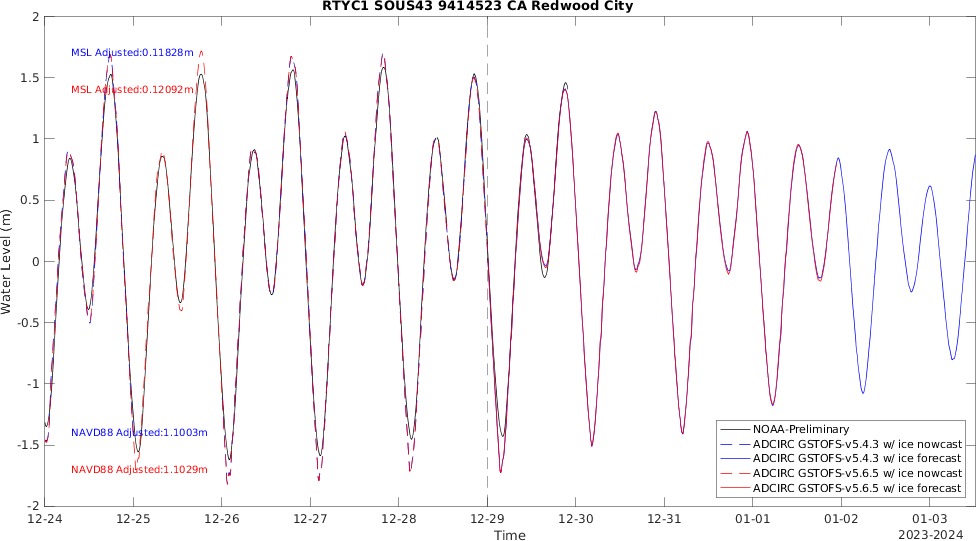 RTYC1 SOUS43 9414523 CA Redwood City
2
1.5
1
0.5
0
-0.5
-1
-1.5
-2
Water Level (m)
MSL Adjusted:0.11828m
MSL Adjusted:0.12092m
NAVD88 Adjusted:1.1003m
NAVD88 Adjusted:1.1029m
NOAA-Preliminary
ADCIRC GSTOFS-v5.4.3 w/ ice nowcast
ADCIRC GSTOFS-v5.4.3 w/ ice forecast
ADCIRC GSTOFS-v5.6.5 w/ ice nowcast
ADCIRC GSTOFS-v5.6.5 w/ ice forecast
12-24 12-25 12-26 12-27 12-28 12-29 12-30 12-31 01-01 01-02 01-03
Time
2023-2024